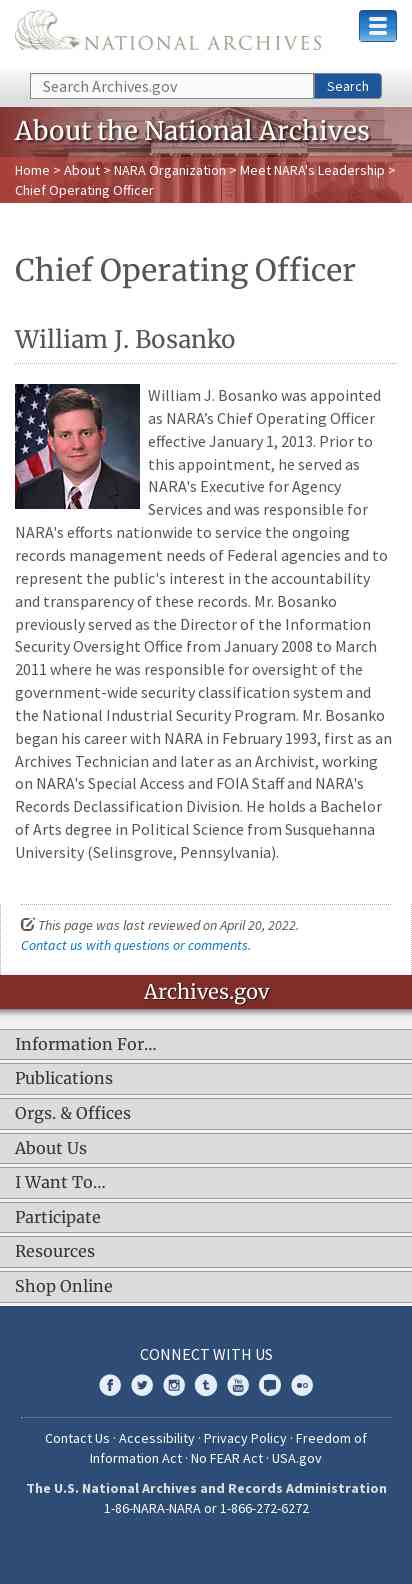 NATIONAL ARCHIVES
Search Archives.gov
Search
About the National Archives
Home > About > NARA Organization > Meet NARA's Leadership >
Chief Operating Officer
Chief Operating Officer
William J. Bosanko
William J. Bosanko was appointed
as NARA’s Chief Operating Officer
effective January 1, 2013. Prior to
this appointment, he served as
NARA's Executive for Agency
Services and was responsible for
NARA's efforts nationwide to service the ongoing
records management needs of Federal agencies and to
represent the public's interest in the accountability
and transparency of these records. Mr. Bosanko
previously served as the Director of the Information
Security Oversight Office from January 2008 to March
2011 where he was responsible for oversight of the
government-wide security classification system and
the National Industrial Security Program. Mr. Bosanko
began his career with NARA in February 1993, first as an
Archives Technician and later as an Archivist, working
on NARA's Special Access and FOIA Staff and NARA's
Records Declassification Division. He holds a Bachelor
of Arts degree in Political Science from Susquehanna
University (Selinsgrove, Pennsylvania).
This page was last reviewed on April 20, 2022.
Contact us with questions or comments.
Archives.gov
Information For…
Publications
Orgs. & Offices
About Us
I Want To…
Participate
Resources
Shop Online
CONNECT WITH US
Contact Us · Accessibility · Privacy Policy · Freedom of
Information Act · No FEAR Act · USA.gov
The U.S. National Archives and Records Administration
1-86-NARA-NARA or 1-866-272-6272